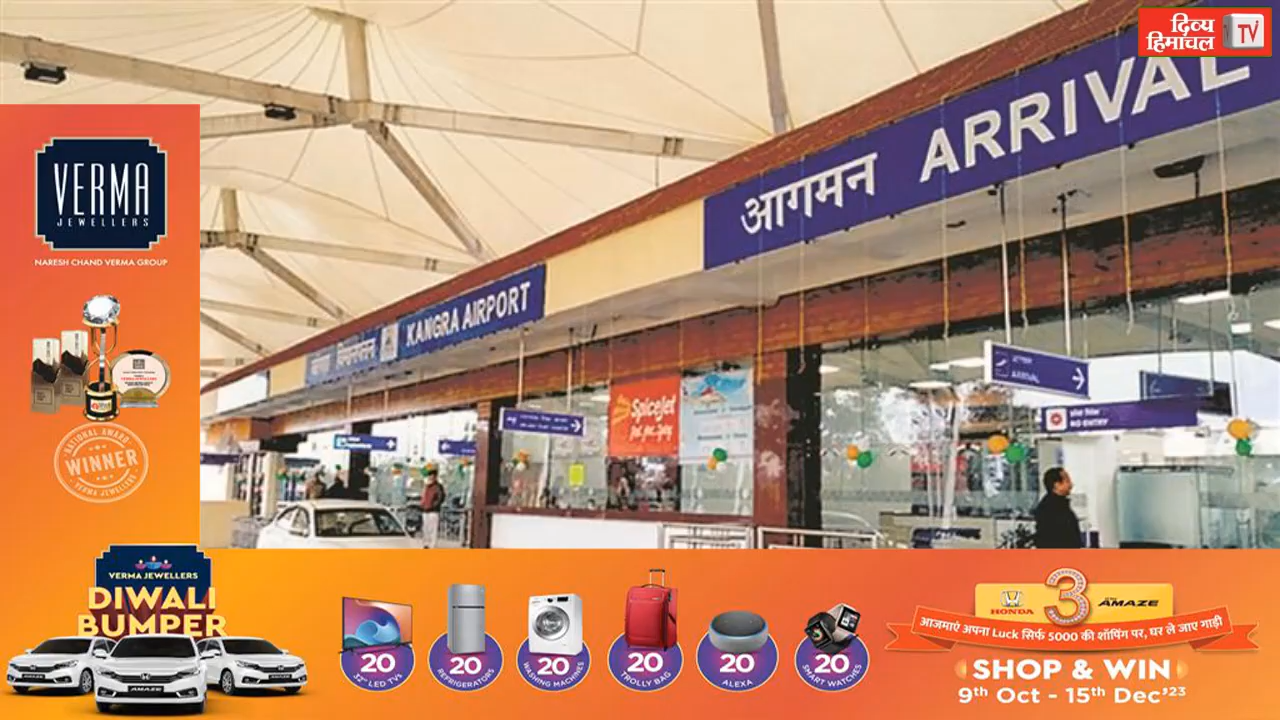 दिव्य
हिमाचल
TV
आगमन ARRIVAL
KANGRA AIRPORT
ARRIVAL
NO ENTRY
SpiceJet
VERMA
JEWELLERS
NARESH CHAND VERMA GROUP
NATIONAL AWARD
WINNER
VERMA JEWELLERS
VERMA JEWELLERS
DIWALI
BUMPER
AMAZE
20
32" LED TVs
20
REFRIGERATORS
20
WASHING MACHINES
20
TROLLY BAG
20
ALEXA
20
SMART WATCHES
HONDA 3 AMAZE
आजमाएं अपना Luck सिर्फ 5000 की शॉपिंग पर, घर ले जाए गाड़ी
SHOP & WIN
9th Oct - 15th Dec'23